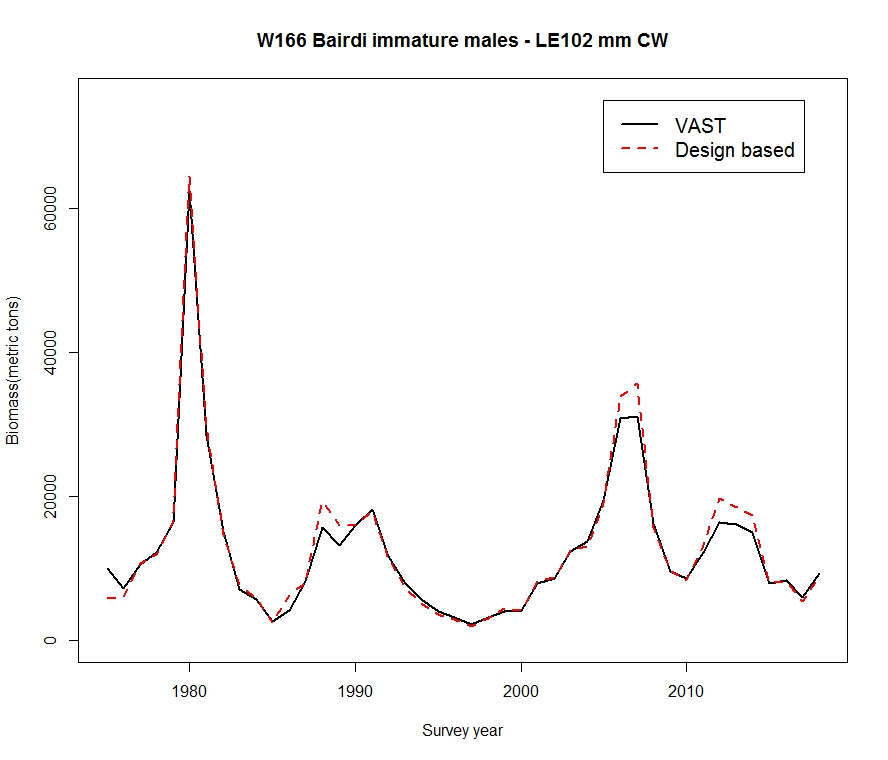 W166 Bairdi immature males - LE102 mm CW
VAST
Design based
Biomass(metric tons)
60000
40000
20000
0
1980 1990 2000 2010
Survey year